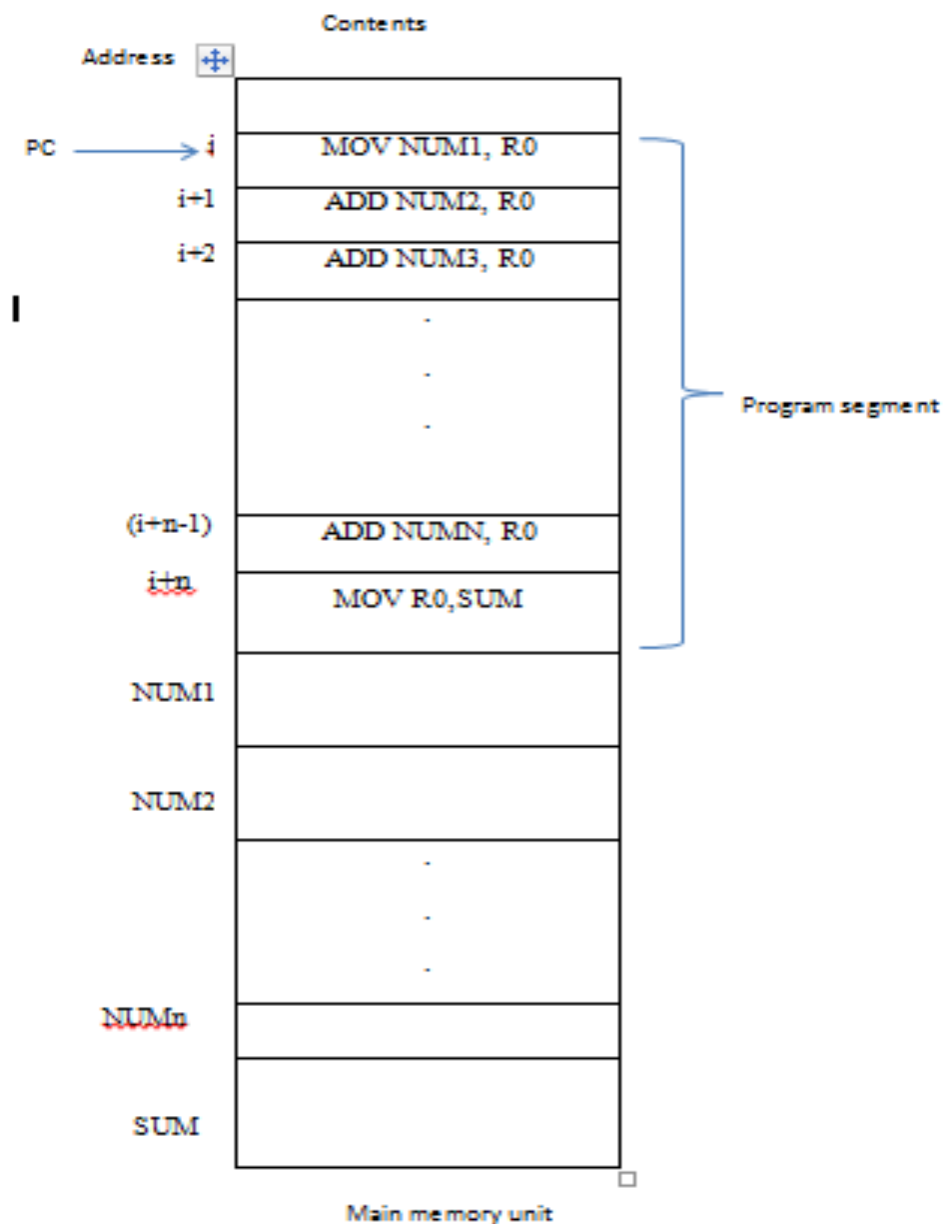 Contents
Address
PC i MOV NUM1, R0
i+1 ADD NUM2, R0
i+2 ADD NUM3, R0
.
.
.
Program segment
(i+n-1) ADD NUMN, R0
i+n MOV R0,SUM
NUM1
NUM2
.
.
.
NUMn
SUM
Main memory unit